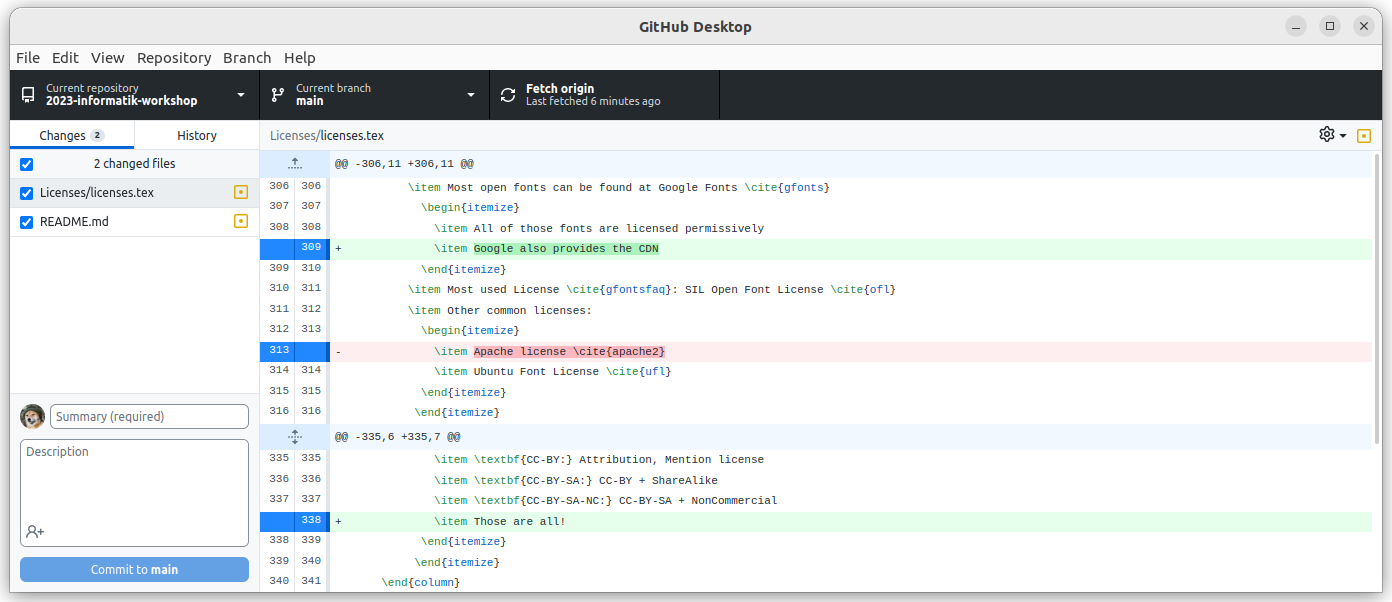 GitHub Desktop
File Edit View Repository Branch Help
Current repository
2023-informatik-workshop
Current branch
main
Fetch origin
Last fetched 6 minutes ago
Changes 2
History
2 changed files
Licenses/licenses.tex
README.md
Summary (required)
Description
Commit to main
Licenses/licenses.tex
@@ -306,11 +306,11 @@
306 306 \item Most open fonts can be found at Google Fonts \cite{gfonts}
307 307 \begin{itemize}
308 308 \item All of those fonts are licensed permissively
309 + \item Google also provides the CDN
309 310 \end{itemize}
310 311 \item Most used License \cite{gfontsfaq}: SIL Open Font License \cite{ofl}
311 312 \item Other common licenses:
312 313 \begin{itemize}
313 - \item Apache license \cite{apache2}
314 314 \item Ubuntu Font License \cite{ufl}
315 315 \end{itemize}
316 316 \end{itemize}
@@ -335,6 +335,7 @@
335 335 \item \textbf{CC-BY:} Attribution, Mention license
336 336 \item \textbf{CC-BY-SA:} CC-BY + ShareAlike
337 337 \item \textbf{CC-BY-SA-NC:} CC-BY-SA + NonCommercial
338 + \item Those are all!
338 339 \end{itemize}
339 340 \end{itemize}
340 341 \end{column}